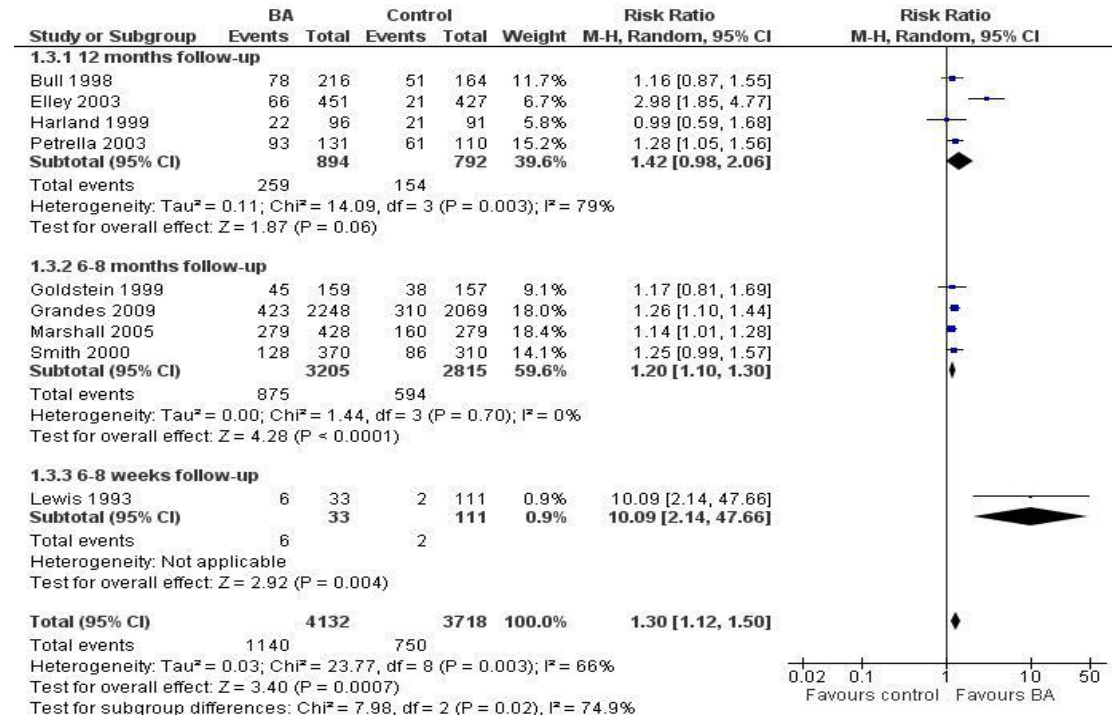 BA Control Risk Ratio Risk Ratio
Study or Subgroup Events Total Events Total Weight M-H, Random, 95% CI M-H, Random, 95% CI
1.3.1 12 months follow-up
Bull 1998 78 216 51 164 11.7% 1.16 [0.87, 1.55]
Elley 2003 66 451 21 427 6.7% 2.98 [1.85, 4.77]
Harland 1999 22 96 21 91 5.8% 0.99 [0.59, 1.68]
Petrella 2003 93 131 61 110 15.2% 1.28 [1.05, 1.56]
Subtotal (95% CI) 894 792 39.6% 1.42 [0.98, 2.06]
Total events 259 154
Heterogeneity: Tau² = 0.11; Chi² = 14.09, df = 3 (P = 0.003); I² = 79%
Test for overall effect: Z = 1.87 (P = 0.06)
1.3.2 6-8 months follow-up
Goldstein 1999 45 159 38 157 9.1% 1.17 [0.81, 1.69]
Grandes 2009 423 2248 310 2069 18.0% 1.26 [1.10, 1.44]
Marshall 2005 279 428 160 279 18.4% 1.14 [1.01, 1.28]
Smith 2000 128 370 86 310 14.1% 1.25 [0.99, 1.57]
Subtotal (95% CI) 3205 2815 59.6% 1.20 [1.10, 1.30]
Total events 875 594
Heterogeneity: Tau² = 0.00; Chi² = 1.44, df = 3 (P = 0.70); I² = 0%
Test for overall effect: Z = 4.28 (P < 0.0001)
1.3.3 6-8 weeks follow-up
Lewis 1993 6 33 2 111 0.9% 10.09 [2.14, 47.66]
Subtotal (95% CI) 33 111 0.9% 10.09 [2.14, 47.66]
Total events 6 2
Heterogeneity: Not applicable
Test for overall effect: Z = 2.92 (P = 0.004)
Total (95% CI) 4132 3718 100.0% 1.30 [1.12, 1.50]
Total events 1140 750
Heterogeneity: Tau² = 0.03; Chi² = 23.77, df = 8 (P = 0.003); I² = 66%
Test for overall effect: Z = 3.40 (P = 0.0007)
Test for subgroup differences: Chi² = 7.98, df = 2 (P = 0.02), I² = 74.9%
0.02 0.1 1 10 50
Favours control Favours BA